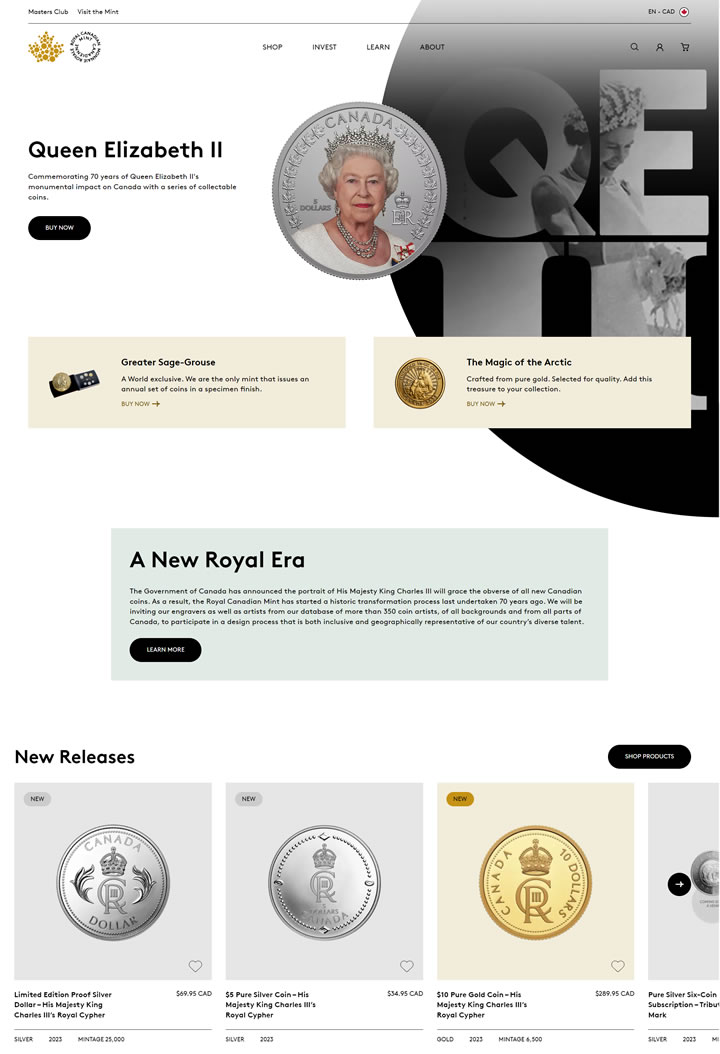 Masters Club Visit the Mint
EN - CAD
ROYAL CANADIAN MINT
MONNAIE ROYALE CANADIENNE
SHOP INVEST LEARN ABOUT
QE
II
Queen Elizabeth II
Commemorating 70 years of Queen Elizabeth II's
monumental impact on Canada with a series of collectable
coins.
BUY NOW
CANADA
5
DOLLARS
EIIR
Greater Sage-Grouse
A World exclusive. We are the only mint that issues an
annual set of coins in a specimen finish.
BUY NOW
The Magic of the Arctic
Crafted from pure gold. Selected for quality. Add this
treasure to your collection.
BUY NOW
A New Royal Era
The Government of Canada has announced the portrait of His Majesty King Charles III will grace the obverse of all new Canadian
coins. As a result, the Royal Canadian Mint has started a historic transformation process last undertaken 70 years ago. We will be
inviting our engravers as well as artists from our database of more than 350 coin artists, of all backgrounds and from all parts of
Canada, to participate in a design process that is both inclusive and geographically representative of our country's diverse talent.
LEARN MORE
New Releases
SHOP PRODUCTS
NEW
CANADA
DOLLAR
NEW
5
DOLLARS
CANADA
NEW
CANADA
10 DOLLARS
Limited Edition Proof Silver
Dollar – His Majesty King
Charles III's Royal Cypher
$69.95 CAD
SILVER 2023 MINTAGE 25,000
$5 Pure Silver Coin – His
Majesty King Charles III's
Royal Cypher
$34.95 CAD
SILVER 2023
$10 Pure Gold Coin – His
Majesty King Charles III's
Royal Cypher
$289.95 CAD
GOLD 2023 MINTAGE 6,500
Pure Silver Six-Coin
Subscription – Tribu
Mark
SILVER 2023